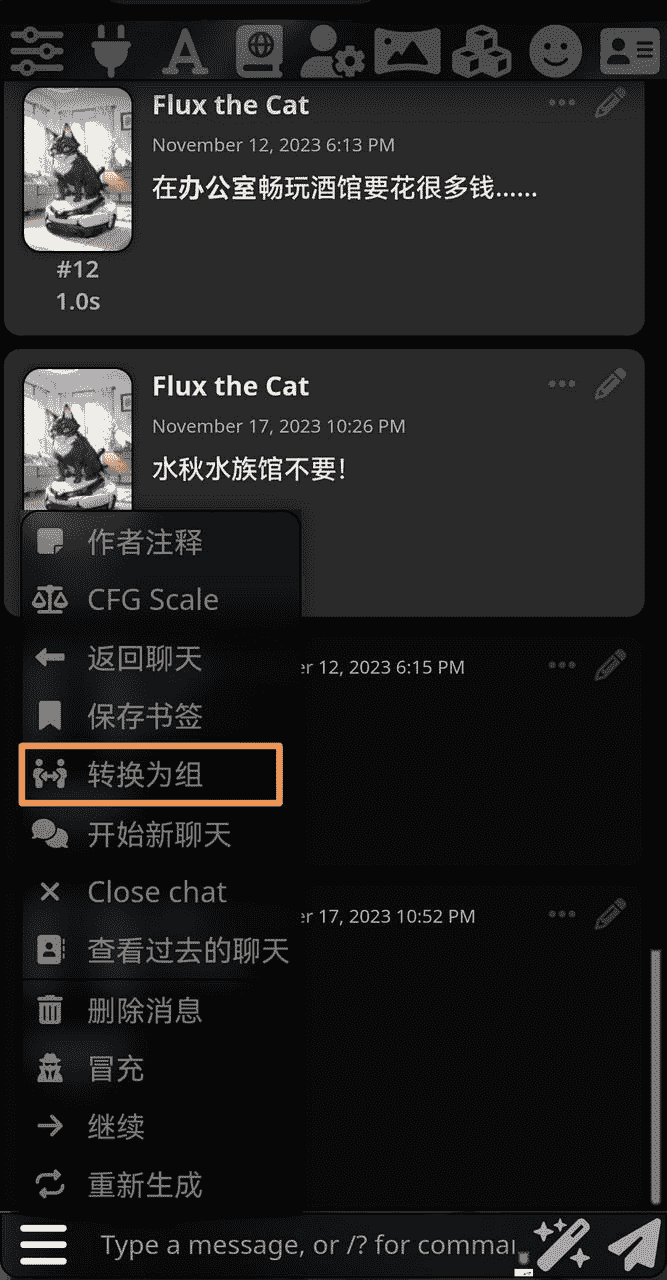 Flux the Cat
November 12, 2023 6:13 PM
在办公室畅玩酒馆要花很多钱……
#12
1.0s
Flux the Cat
November 17, 2023 10:26 PM
水秋水族馆不要！
作者注释
CFG Scale
返回聊天
er 12, 2023 6:15 PM
保存书签
转换为组
开始新聊天
Close chat
er 17, 2023 10:52 PM
查看过去的聊天
删除消息
冒充
继续
重新生成
Type a message, or /? for comma